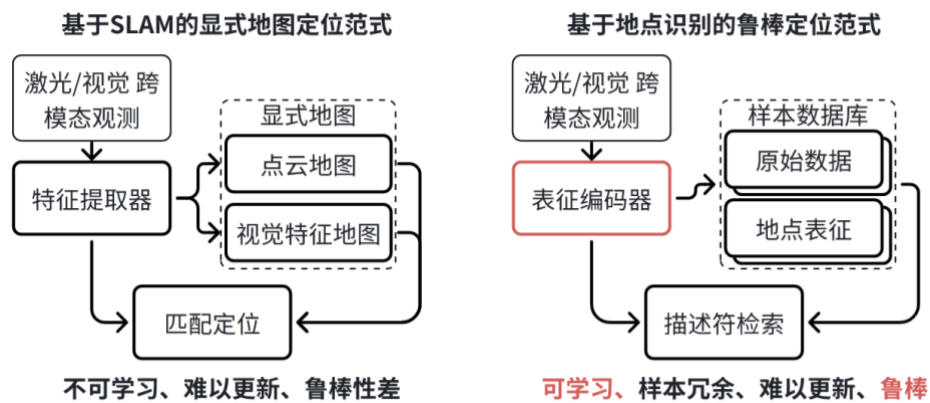 基于SLAM的显式地图定位范式
激光/视觉 跨
模态观测
显式地图
点云地图
特征提取器
视觉特征地图
匹配定位
不可学习、难以更新、鲁棒性差
基于地点识别的鲁棒定位范式
激光/视觉 跨
模态观测
样本数据库
原始数据
表征编码器
地点表征
描述符检索
可学习、样本冗余、难以更新、鲁棒